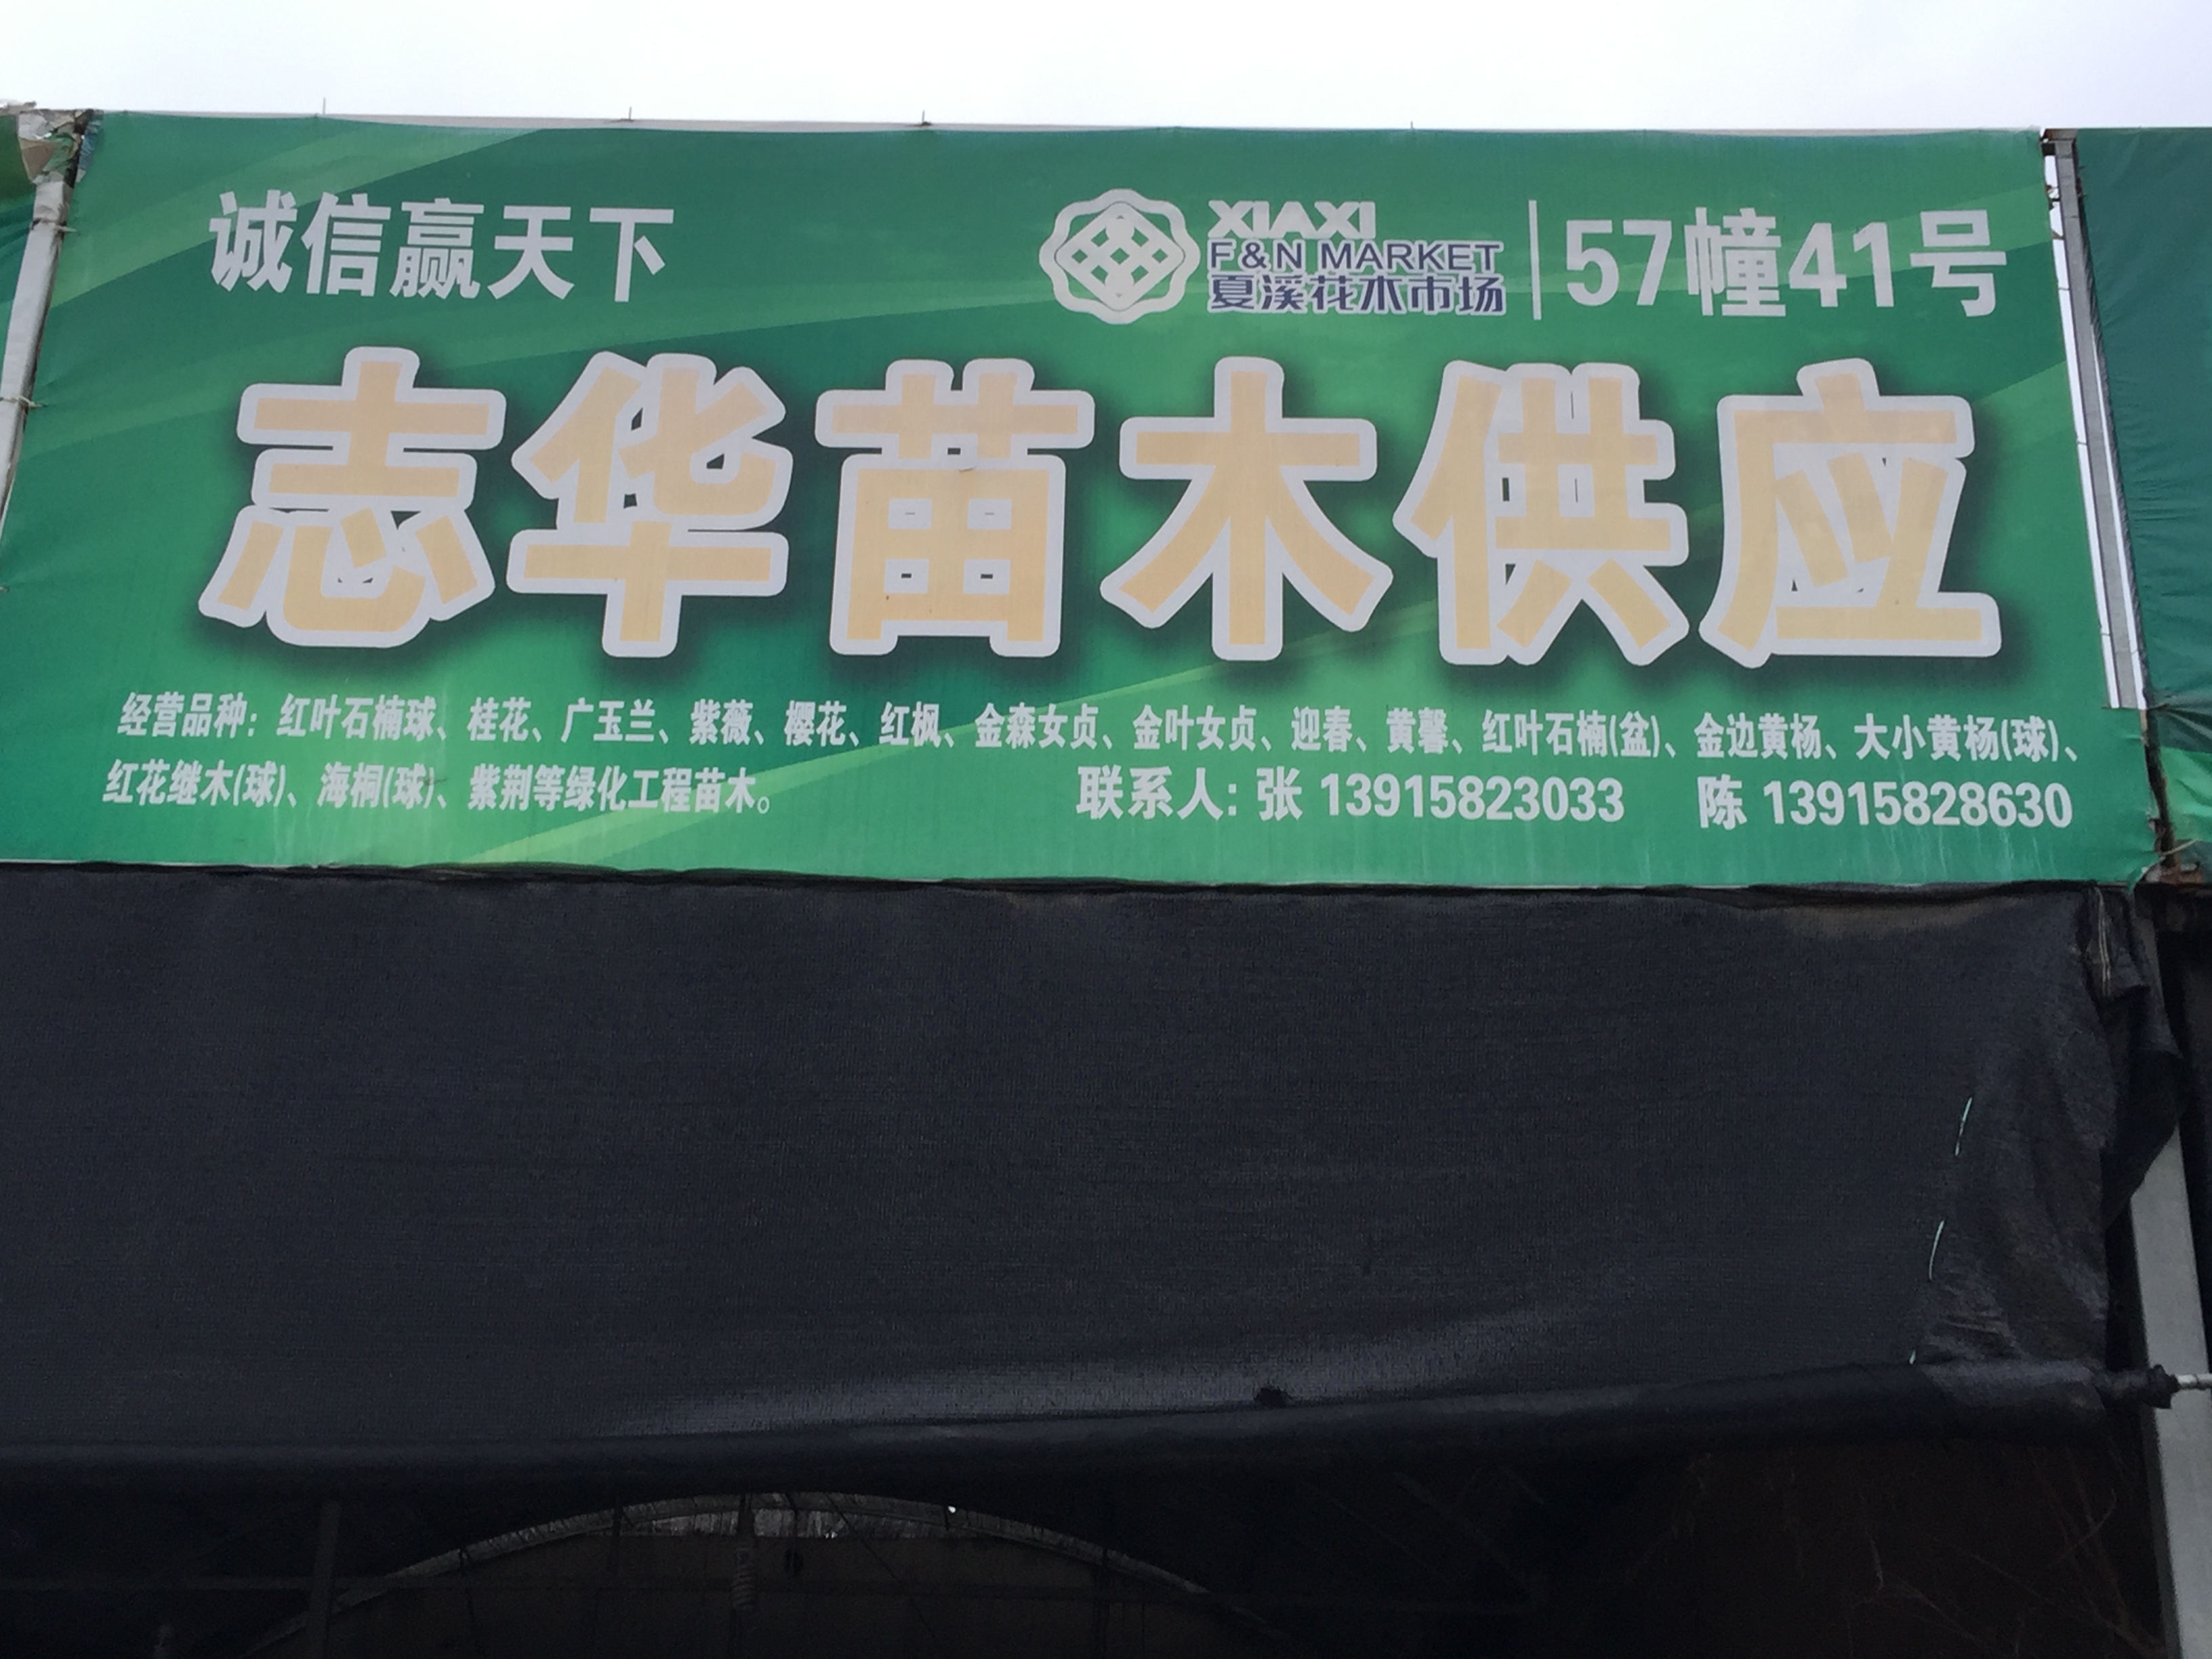 诚信赢天下
XIAXI
F&N MARKET
夏溪花木市场
57幢41号
志华苗木供应
经营品种：红叶石楠球、桂花、广玉兰、紫薇、樱花、红枫、金森女贞、金叶女贞、迎春、黄馨、红叶石楠(盆)、金边黄杨、大小黄杨(球)、
红花继木(球)、海桐(球)、紫荆等绿化工程苗木。
联系人：张 13915823033 陈 13915828630